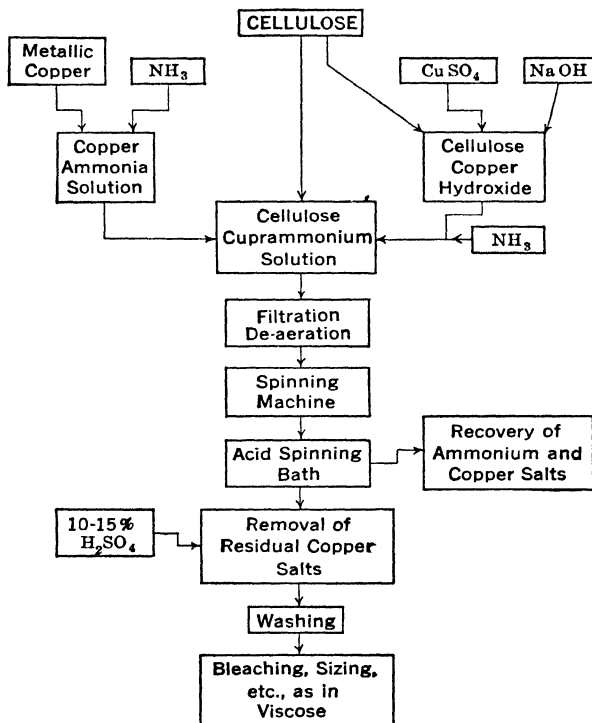 CELLULOSE
Metallic
Copper
NH₃
CuSO₄
NaOH
Copper
Ammonia
Solution
Cellulose
Copper
Hydroxide
Cellulose
Cuprammonium
Solution
NH₃
Filtration
De-aeration
Spinning
Machine
Acid Spinning
Bath
Recovery of
Ammonium and
Copper Salts
10-15%
H₂SO₄
Removal of
Residual Copper
Salts
Washing
Bleaching, Sizing,
etc., as in
Viscose